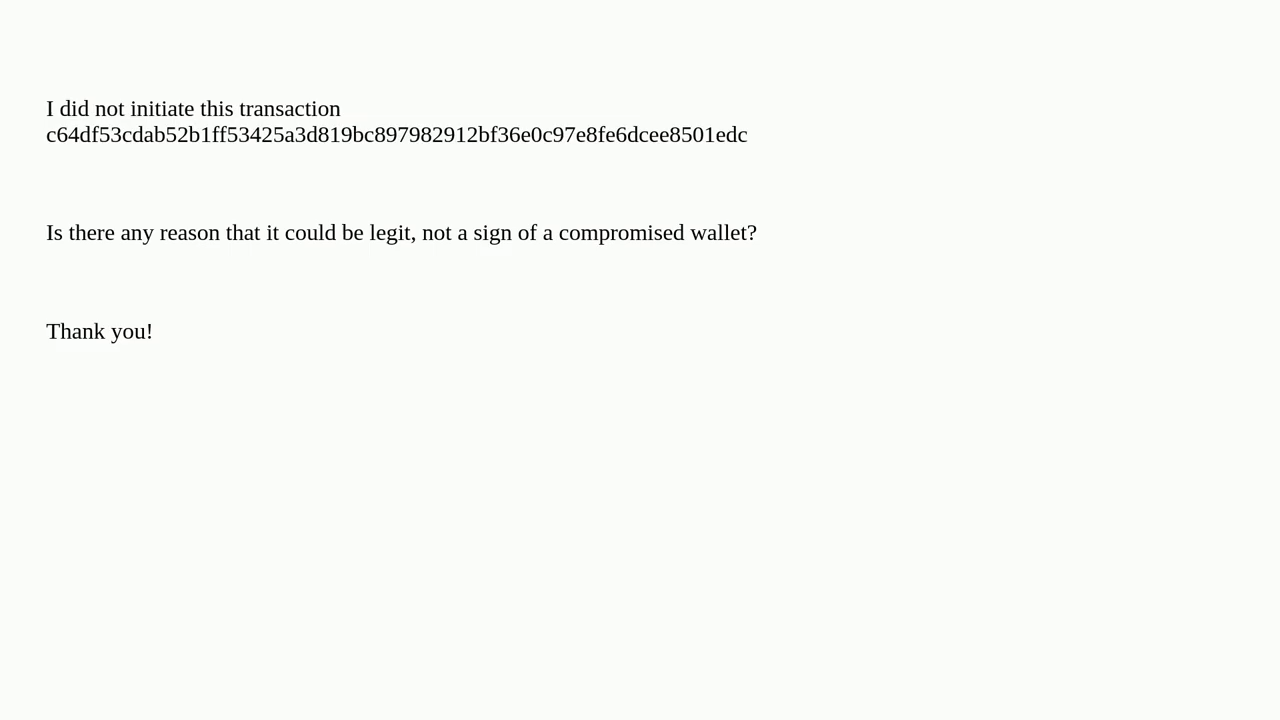 I did not initiate this transaction
c64df53cdab52b1ff53425a3d819bc897982912bf36e0c97e8fe6dcee8501edc
Is there any reason that it could be legit, not a sign of a compromised wallet?
Thank you!